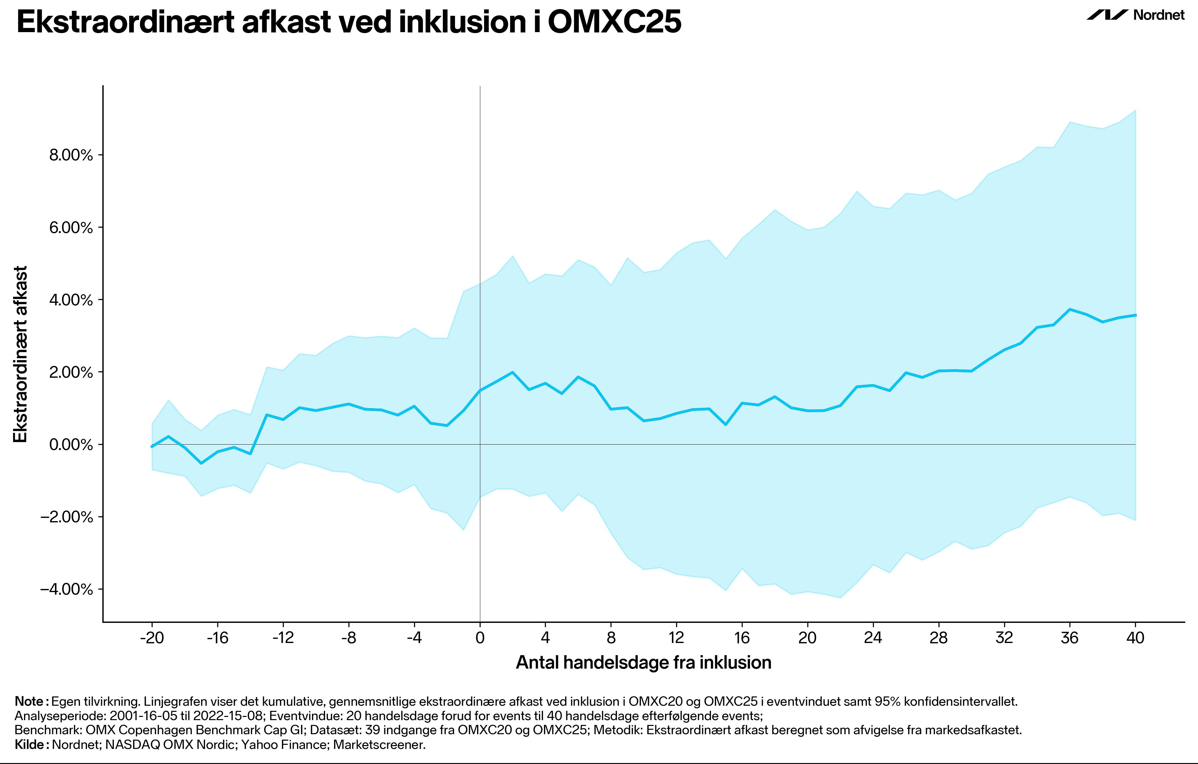 Ekstraordinært afkast ved inklusion i OMXC25
Nordnet
Ekstraordinært afkast
8.00%
6.00%
4.00%
2.00%
0.00%
−2.00%
−4.00%
-20 -16 -12 -8 -4 0 4 8 12 16 20 24 28 32 36 40
Antal handelsdage fra inklusion
Note : Egen tilvirkning. Linjegrafen viser det kumulative, gennemsnitlige ekstraordinære afkast ved inklusion i OMXC20 og OMXC25 i eventvinduet samt 95% konfidensintervallet.
Analyseperiode: 2001-16-05 til 2022-15-08; Eventvindue: 20 handelsdage forud for events til 40 handelsdage efterfølgende events;
Benchmark: OMX Copenhagen Benchmark Cap GI; Datasæt: 39 indgange fra OMXC20 og OMXC25; Metodik: Ekstraordinært afkast beregnet som afvigelse fra markedsafkastet.
Kilde : Nordnet; NASDAQ OMX Nordic; Yahoo Finance; Marketscreener.